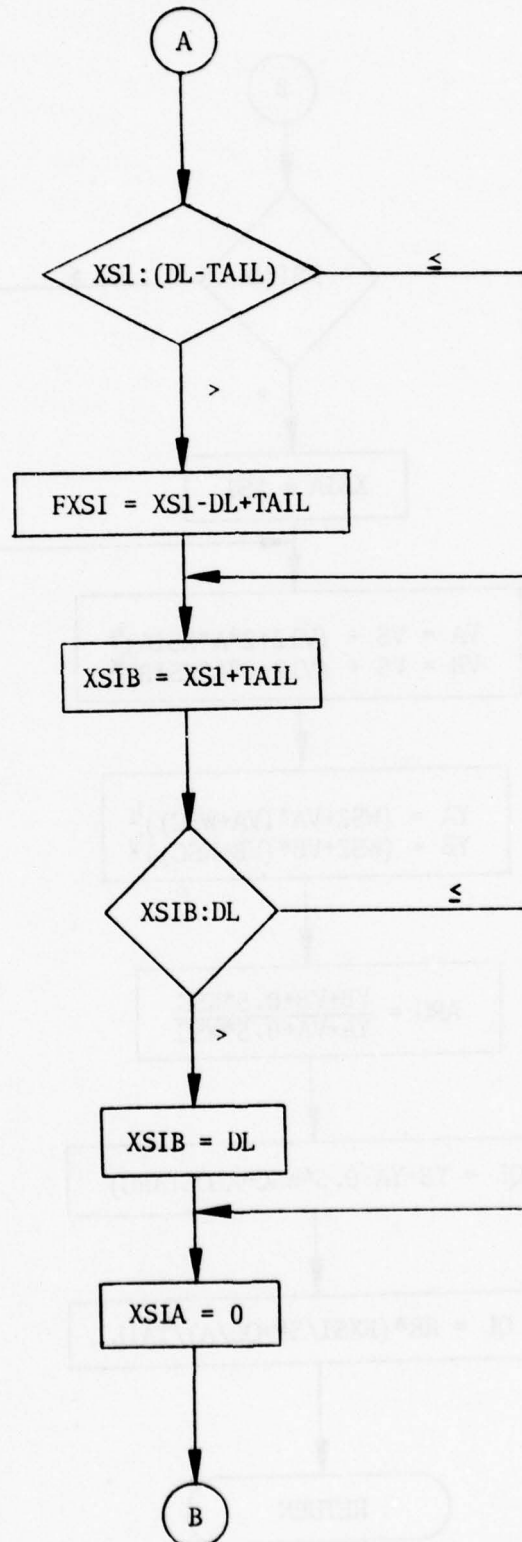 A
XS1:(DL-TAIL)
≤
>
FXSI = XS1-DL+TAIL
XSIB = XS1+TAIL
XSIB:DL
≤
>
XSIB = DL
XSIA = 0
B